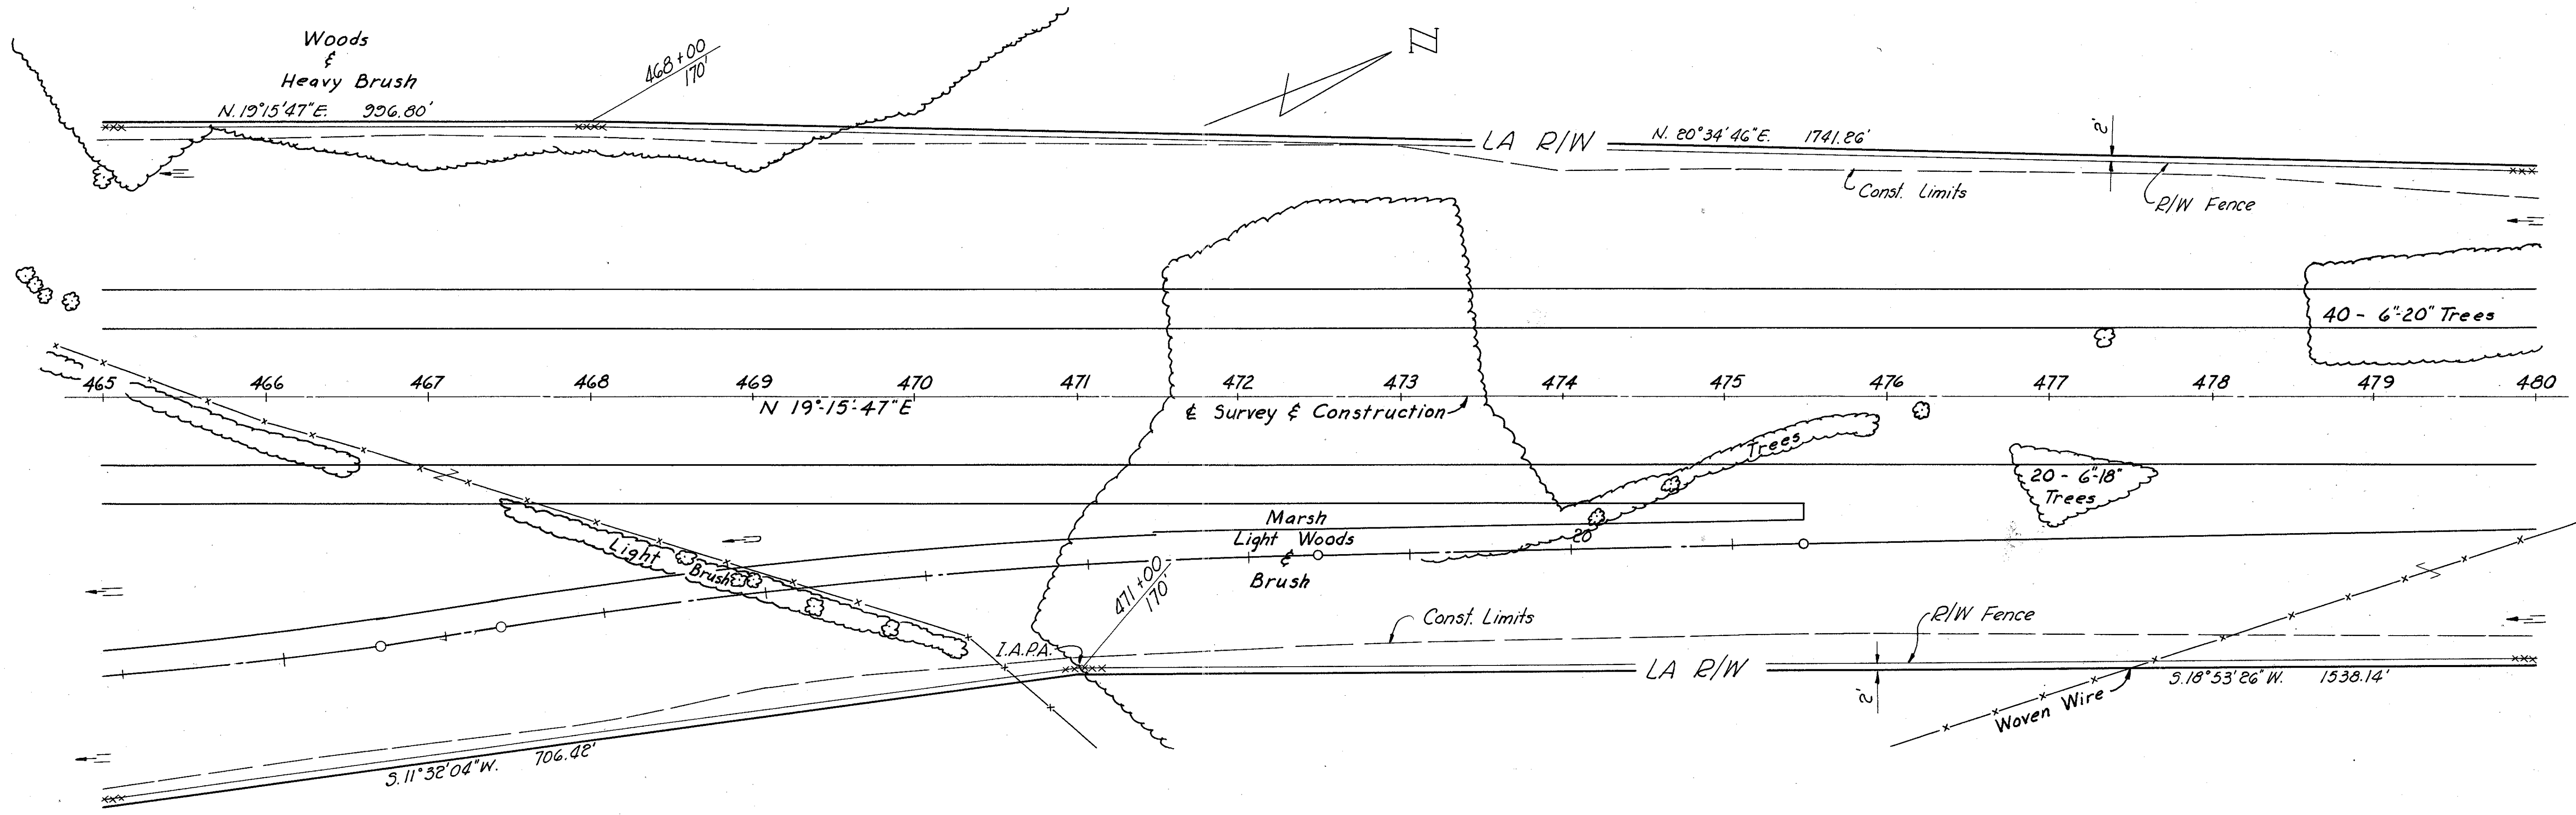 Woods
&
Heavy Brush
N. 19°15'47"E. 996.80'
468+00
170'
N
LA R/W
N. 20°34'46"E. 1741.26'
2'
Const. Limits
R/W Fence
40 - 6"-20" Trees
465 466 467 468 469 470 471 472 473 474 475 476 477 478 479 480
N 19°-15'-47"E
℄ Survey & Construction
Trees
20 - 6"-18"
Trees
Marsh
Light Woods
&
Brush
20
Light
Brush
471+00
170'
I.A.P.A.
Const. Limits
R/W Fence
LA R/W
2'
Woven Wire
S. 18°53'26" W. 1538.14'
S. 11°32'04" W. 706.42'